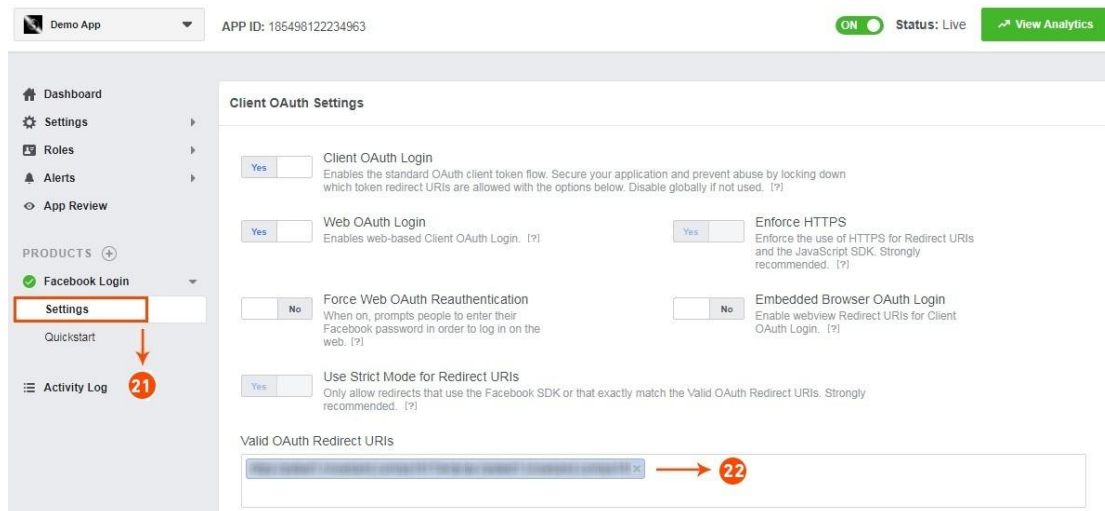 Demo App
APP ID: 185498122234963
ON
Status: Live
View Analytics
Dashboard
Settings
Roles
Alerts
App Review
PRODUCTS
Facebook Login
Settings
Quickstart
21
Activity Log
Client OAuth Settings
Yes
Client OAuth Login
Enables the standard OAuth client token flow. Secure your application and prevent abuse by locking down
which token redirect URIs are allowed with the options below. Disable globally if not used. [?]
Yes
Web OAuth Login
Enables web-based Client OAuth Login. [?]
Yes
Enforce HTTPS
Enforce the use of HTTPS for Redirect URIs
and the JavaScript SDK. Strongly
recommended. [?]
No
Force Web OAuth Reauthentication
When on, prompts people to enter their
Facebook password in order to log in on the
web. [?]
No
Embedded Browser OAuth Login
Enable webview Redirect URIs for Client
OAuth Login. [?]
Yes
Use Strict Mode for Redirect URIs
Only allow redirects that use the Facebook SDK or that exactly match the Valid OAuth Redirect URIs. Strongly
recommended. [?]
Valid OAuth Redirect URIs
×
22